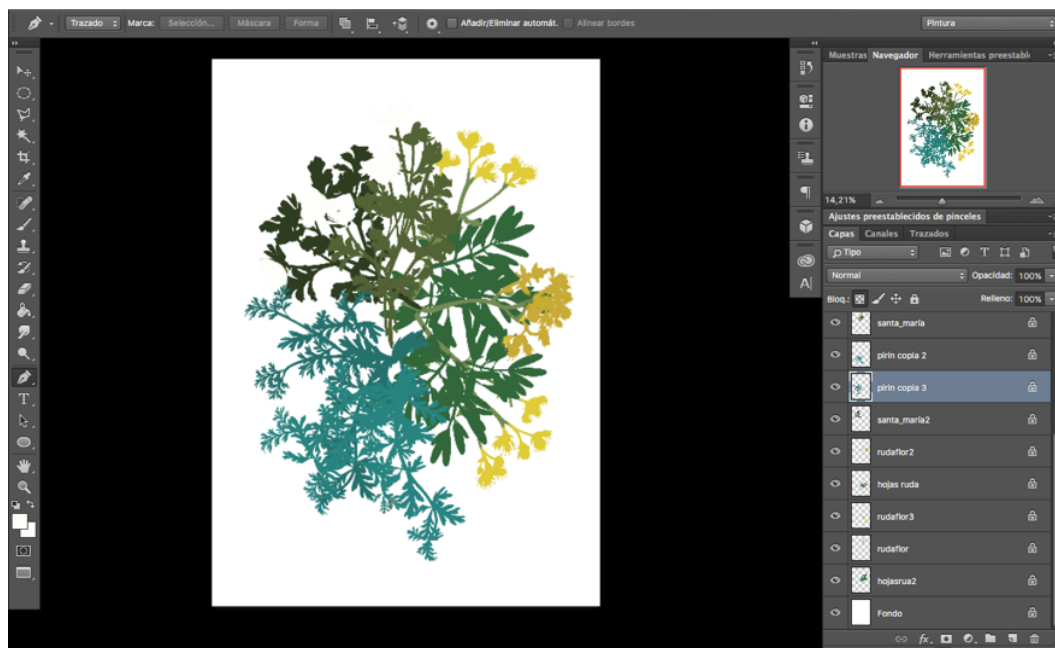 Trazado Marca: Selección... Máscara Forma Añadir/Eliminar automát. Alinear bordes Pintura
Muestras Navegador Herramientas preestabl
14,21%
Ajustes preestablecidos de pinceles
Capas Canales Trazados
Tipo
Normal Opacidad: 100%
Bloq.: Relleno: 100%
santa_maría
pirin copia 2
pirin copia 3
santa_maría2
rudaflor2
hojas ruda
rudaflor3
rudaflor
hojasrua2
Fondo